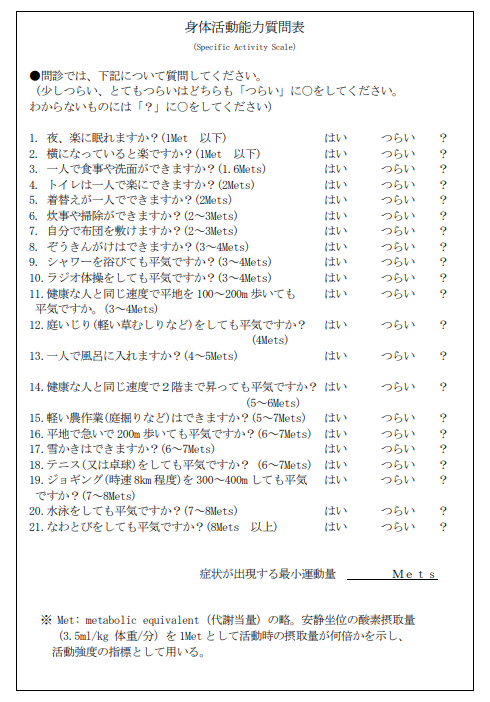 身体活動能力質問表
(Specific Activity Scale)
●問診では、下記について質問してください。
(少しつらい、とてもつらいはどちらも「つらい」に○をしてください。
わからないものには「？」に○をしてください)
1. 夜、楽に眠れますか？(1Met 以下) はい つらい ？
2. 横になっていると楽ですか？(1Met 以下) はい つらい ？
3. 一人で食事や洗面ができますか？(1.6Mets) はい つらい ？
4. トイレは一人で楽にできますか？(2Mets) はい つらい ？
5. 着替えが一人でできますか？(2Mets) はい つらい ？
6. 炊事や掃除ができますか？(2～3Mets) はい つらい ？
7. 自分で布団を敷けますか？(2～3Mets) はい つらい ？
8. ぞうきんがけはできますか？(3～4Mets) はい つらい ？
9. シャワーを浴びても平気ですか？(3～4Mets) はい つらい ？
10.ラジオ体操をしても平気ですか？(3～4Mets) はい つらい ？
11.健康な人と同じ速度で平地を100～200m歩いても はい つらい ？
平気ですか。(3～4Mets)
12.庭いじり(軽い草むしりなど)をしても平気ですか？ はい つらい ？
(4Mets)
13.一人で風呂に入れますか？(4～5Mets) はい つらい ？
14.健康な人と同じ速度で２階まで昇っても平気ですか？ はい つらい ？
(5～6Mets)
15.軽い農作業(庭掘りなど)はできますか？(5～7Mets) はい つらい ？
16.平地で急いで200m歩いても平気ですか？(6～7Mets) はい つらい ？
17.雪かきはできますか？(6～7Mets) はい つらい ？
18.テニス(又は卓球)をしても平気ですか？ (6～7Mets) はい つらい ？
19.ジョギング(時速8km程度)を300～400mしても平気 はい つらい ？
ですか？(7～8Mets)
20.水泳をしても平気ですか？(7～8Mets) はい つらい ？
21.なわとびをしても平気ですか？(8Mets 以上) はい つらい ？
症状が出現する最小運動量 Ｍｅｔｓ
※ Met: metabolic equivalent (代謝当量) の略。安静坐位の酸素摂取量
(3.5ml/kg 体重/分) を1Metとして活動時の摂取量が何倍かを示し、
活動強度の指標として用いる。